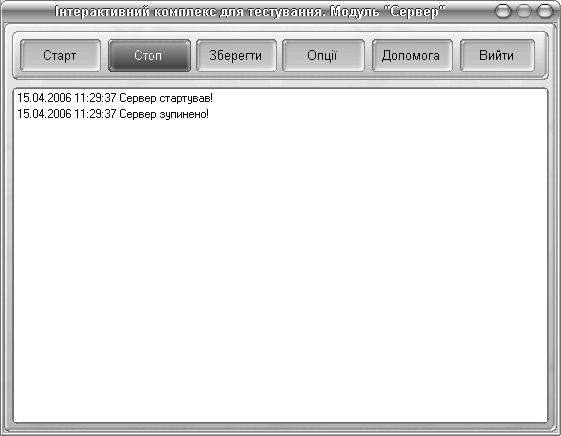 Інтерактивний комплекс для тестування. Модуль "Сервер"
Старт Стоп Зберегти Опції Допомога Вийти
15.04.2006 11:29:37 Сервер стартував!
15.04.2006 11:29:37 Сервер зупинено!